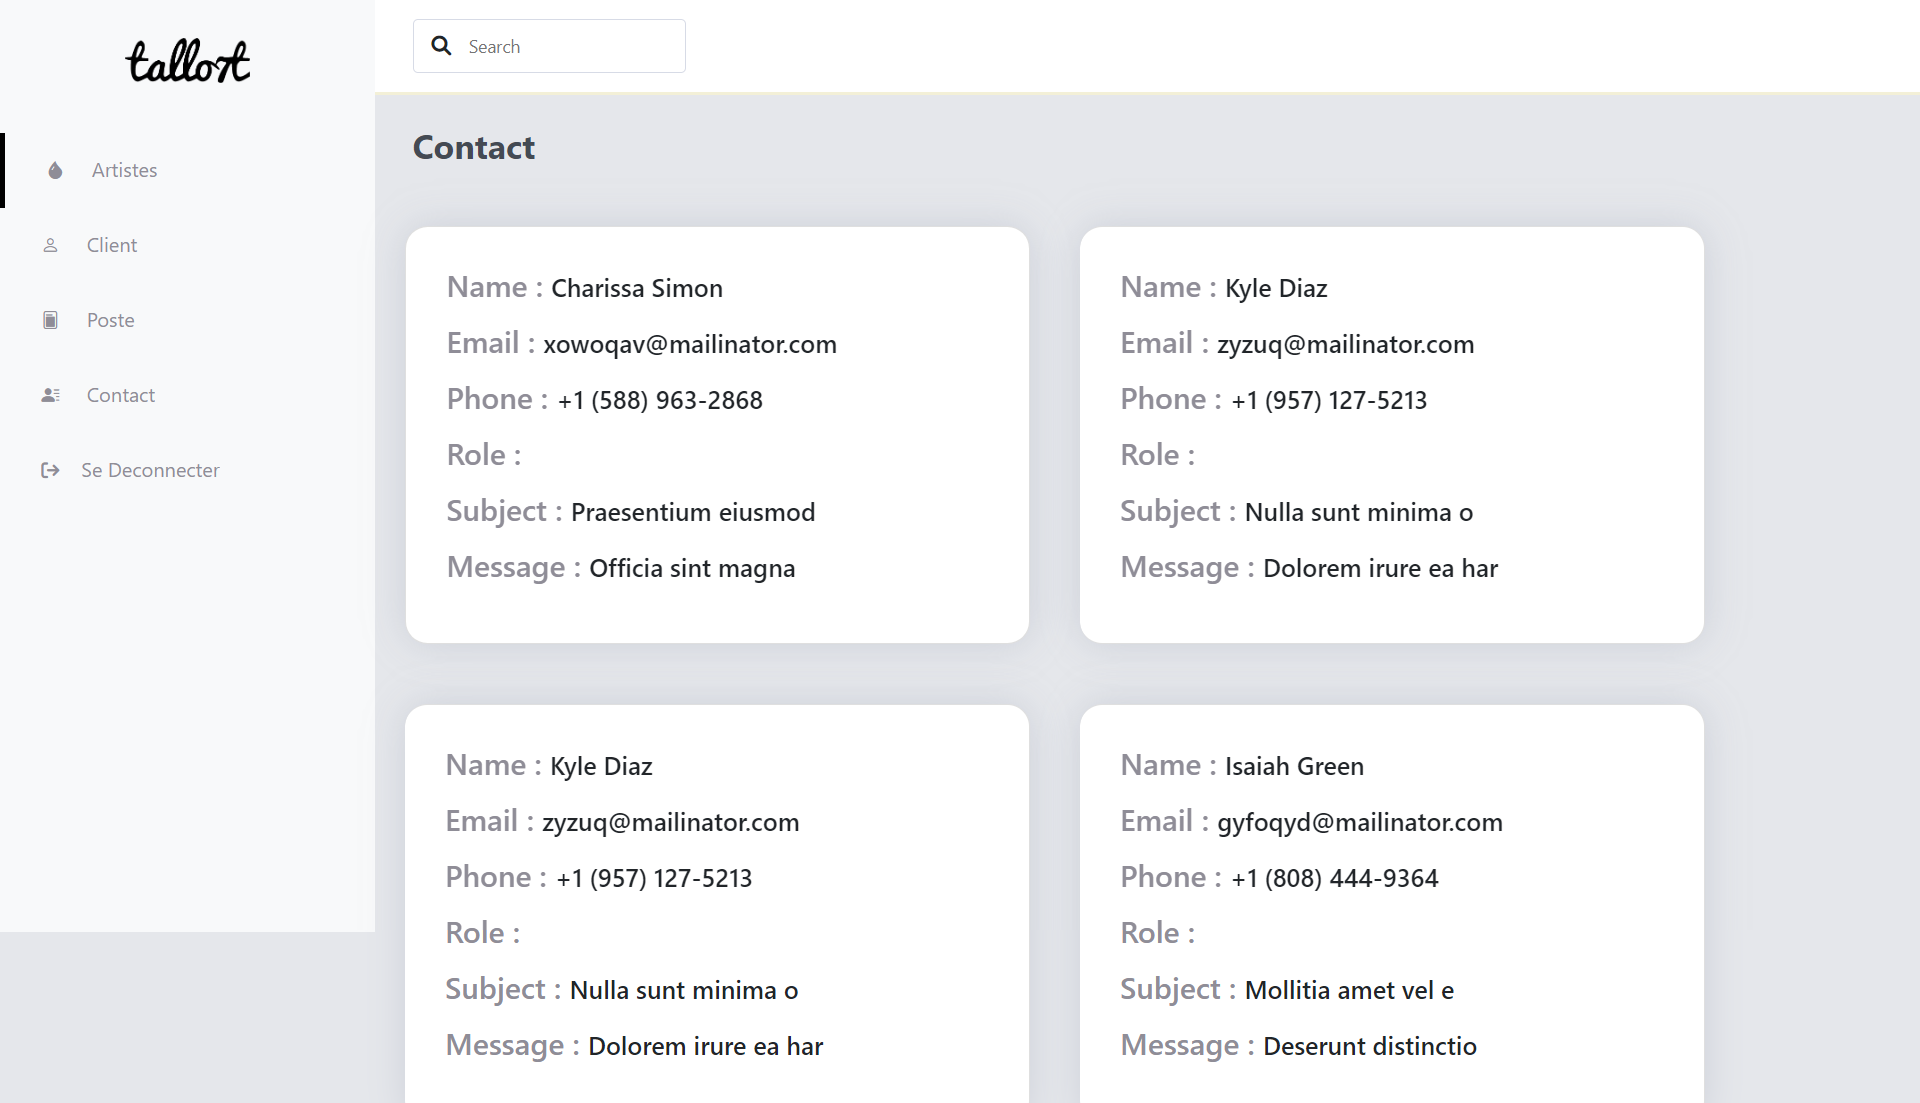 tallort
Search
Artistes
Client
Poste
Contact
Se Deconnecter
Contact
Name : Charissa Simon
Email : xowoqav@mailinator.com
Phone : +1 (588) 963-2868
Role :
Subject : Praesentium eiusmod
Message : Officia sint magna
Name : Kyle Diaz
Email : zyzuq@mailinator.com
Phone : +1 (957) 127-5213
Role :
Subject : Nulla sunt minima o
Message : Dolorem irure ea har
Name : Kyle Diaz
Email : zyzuq@mailinator.com
Phone : +1 (957) 127-5213
Role :
Subject : Nulla sunt minima o
Message : Dolorem irure ea har
Name : Isaiah Green
Email : gyfoqyd@mailinator.com
Phone : +1 (808) 444-9364
Role :
Subject : Mollitia amet vel e
Message : Deserunt distinctio